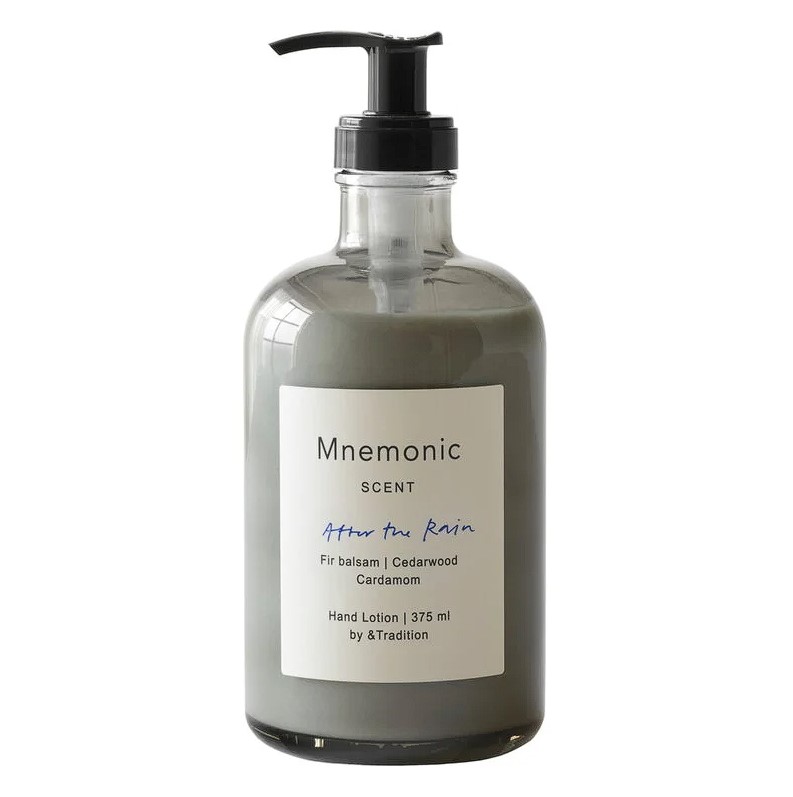 Mnemonic
SCENT
After the Rain
Fir balsam | Cedarwood
Cardamom
Hand Lotion | 375 ml
by &Tradition